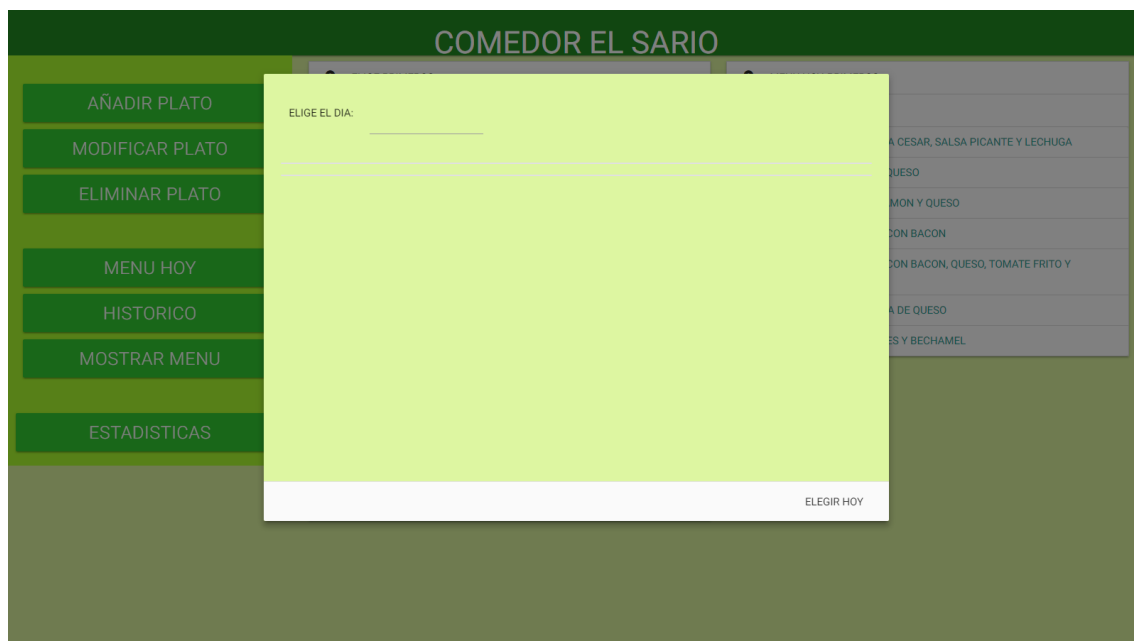 COMEDOR EL SARIO
AÑADIR PLATO
MODIFICAR PLATO
ELIMINAR PLATO
MENU HOY
HISTORICO
MOSTRAR MENU
ESTADISTICAS
ELIGE EL DIA:
ELEGIR HOY
A CESAR, SALSA PICANTE Y LECHUGA
QUESO
MON Y QUESO
CON BACON
CON BACON, QUESO, TOMATE FRITO Y
A DE QUESO
ES Y BECHAMEL